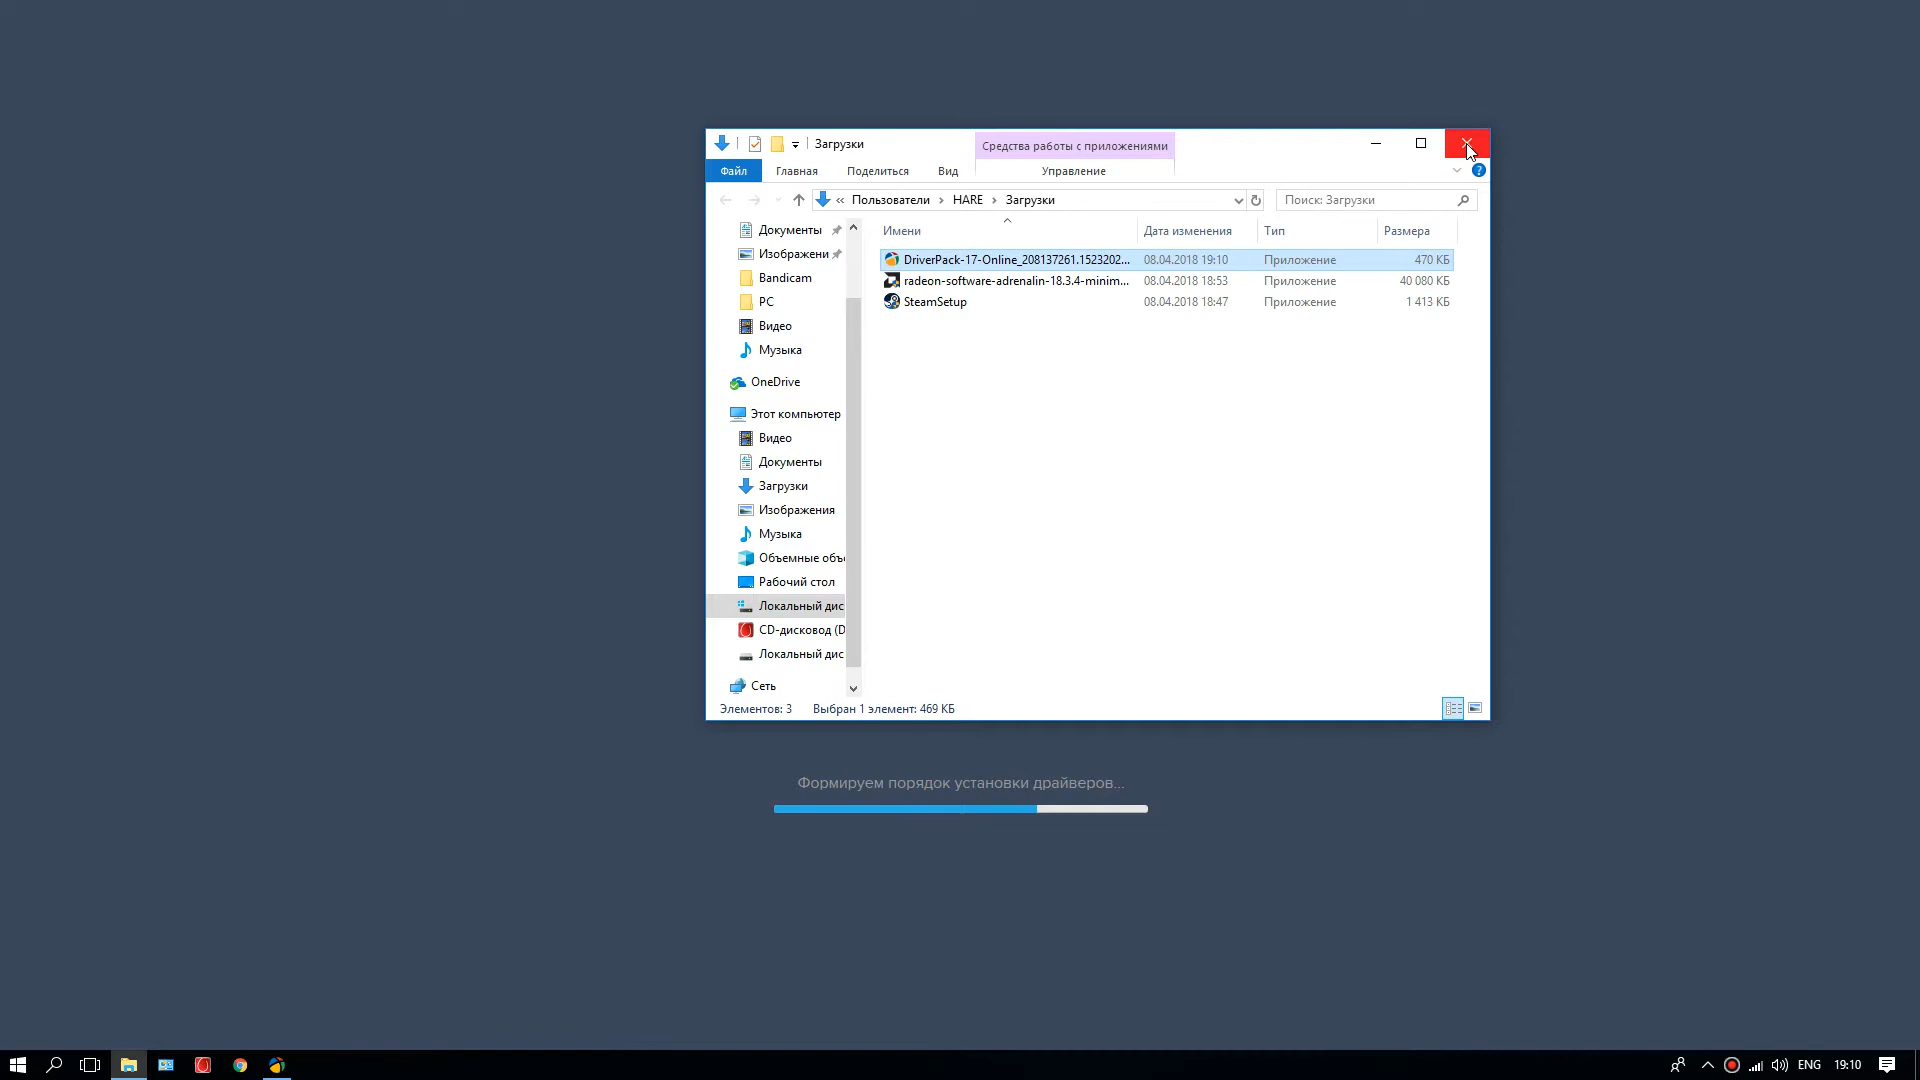 Загрузки
Средства работы с приложениями
Файл Главная Поделиться Вид Управление
« Пользователи › HARE › Загрузки
Поиск: Загрузки
Имени Дата изменения Тип Размера
DriverPack-17-Online_208137261.1523202... 08.04.2018 19:10 Приложение 470 КБ
radeon-software-adrenalin-18.3.4-minim... 08.04.2018 18:53 Приложение 40 080 КБ
SteamSetup 08.04.2018 18:47 Приложение 1 413 КБ
Документы
Изображени
Bandicam
PC
Видео
Музыка
OneDrive
Этот компьютер
Видео
Документы
Загрузки
Изображения
Музыка
Объемные объ
Рабочий стол
Локальный дис
CD-дисковод (D
Локальный дис
Сеть
Элементов: 3 Выбран 1 элемент: 469 КБ
Формируем порядок установки драйверов...
ENG 19:10